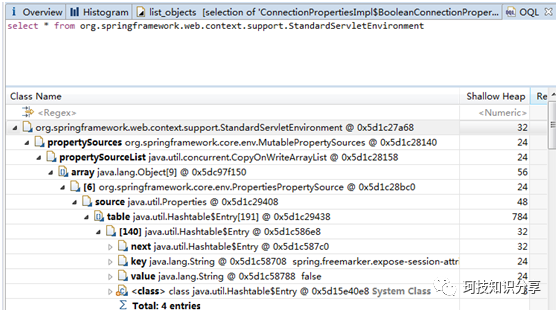 Overview Histogram list_objects [selection of 'ConnectionPropertiesImpl$BooleanConnectionProper... OQL
select * from org.springframework.web.context.support.StandardServletEnvironment
Class Name Shallow Heap Re
<Regex> <Numeric>
org.springframework.web.context.support.StandardServletEnvironment @ 0x5d1c27a68 32
propertySources org.springframework.core.env.MutablePropertySources @ 0x5d1c28140 24
propertySourceList java.util.concurrent.CopyOnWriteArrayList @ 0x5d1c28158 24
array java.lang.Object[9] @ 0x5dc97f150 56
[6] org.springframework.core.env.PropertiesPropertySource @ 0x5d1c28bc0 24
source java.util.Properties @ 0x5d1c29408 48
table java.util.Hashtable$Entry[191] @ 0x5d1c29438 784
[140] java.util.Hashtable$Entry @ 0x5d1c586e8 32
next java.util.Hashtable$Entry @ 0x5d1c587c0 32
key java.lang.String @ 0x5d1c58708 spring.freemarker.expose-session-attr 24
value java.lang.String @ 0x5d1c58788 false 24
<class> class java.util.Hashtable$Entry @ 0x5d15e40e8 System Class
Total: 4 entries
珂技知识分享